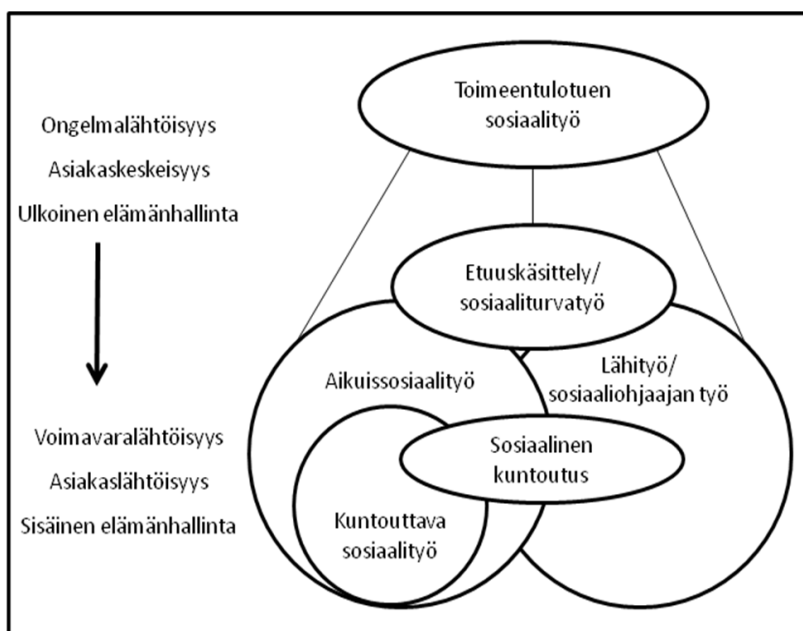 Toimeentulotuen
sosiaalityö
Ongelmalähtöisyys
Asiakaskeskeisyys
Ulkoinen elämänhallinta
Etuuskäsittely/
sosiaaliturvatyö
Aikuissosiaalityö
Lähityö/
sosiaaliohjaajan työ
Voimavaralähtöisyys
Asiakaslähtöisyys
Sisäinen elämänhallinta
Sosiaalinen
kuntoutus
Kuntouttava
sosiaalityö